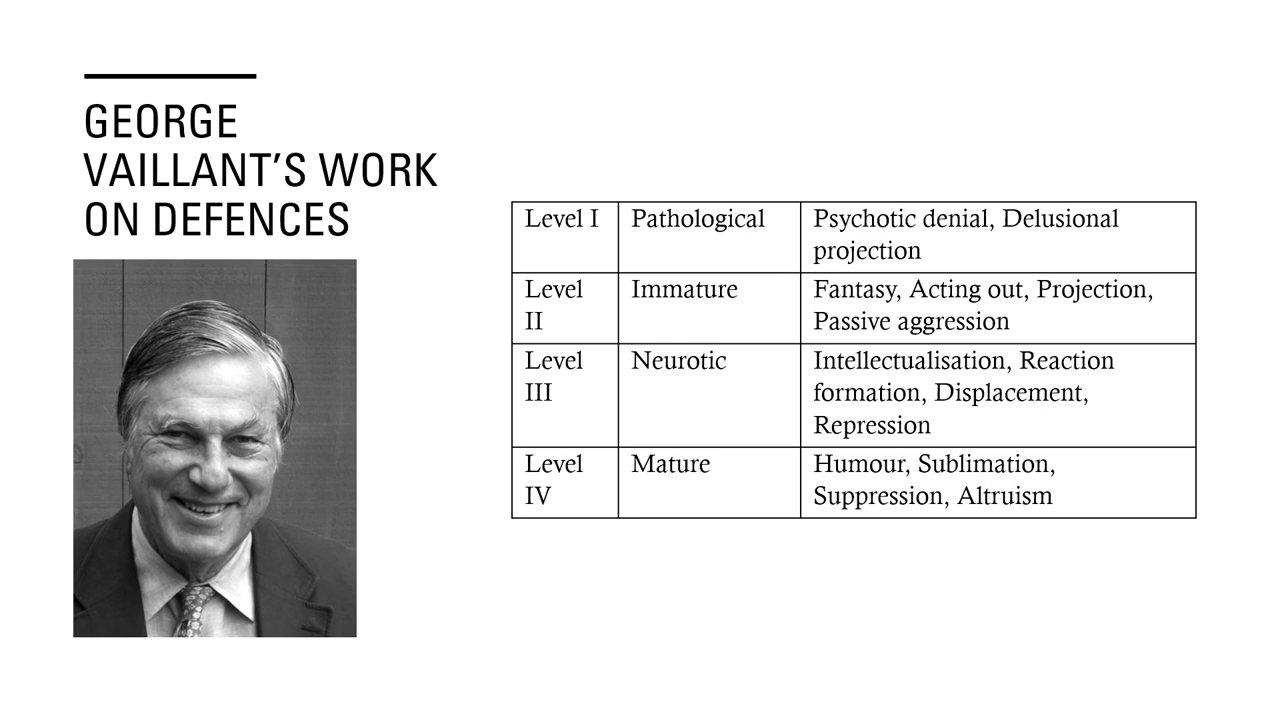 GEORGE
VAILLANT’S WORK
ON DEFENCES
Level I Pathological Psychotic denial, Delusional
projection
Level Immature Fantasy, Acting out, Projection,
II Passive aggression
Level Neurotic Intellectualisation, Reaction
III formation, Displacement,
Repression
Level Mature Humour, Sublimation,
IV Suppression, Altruism